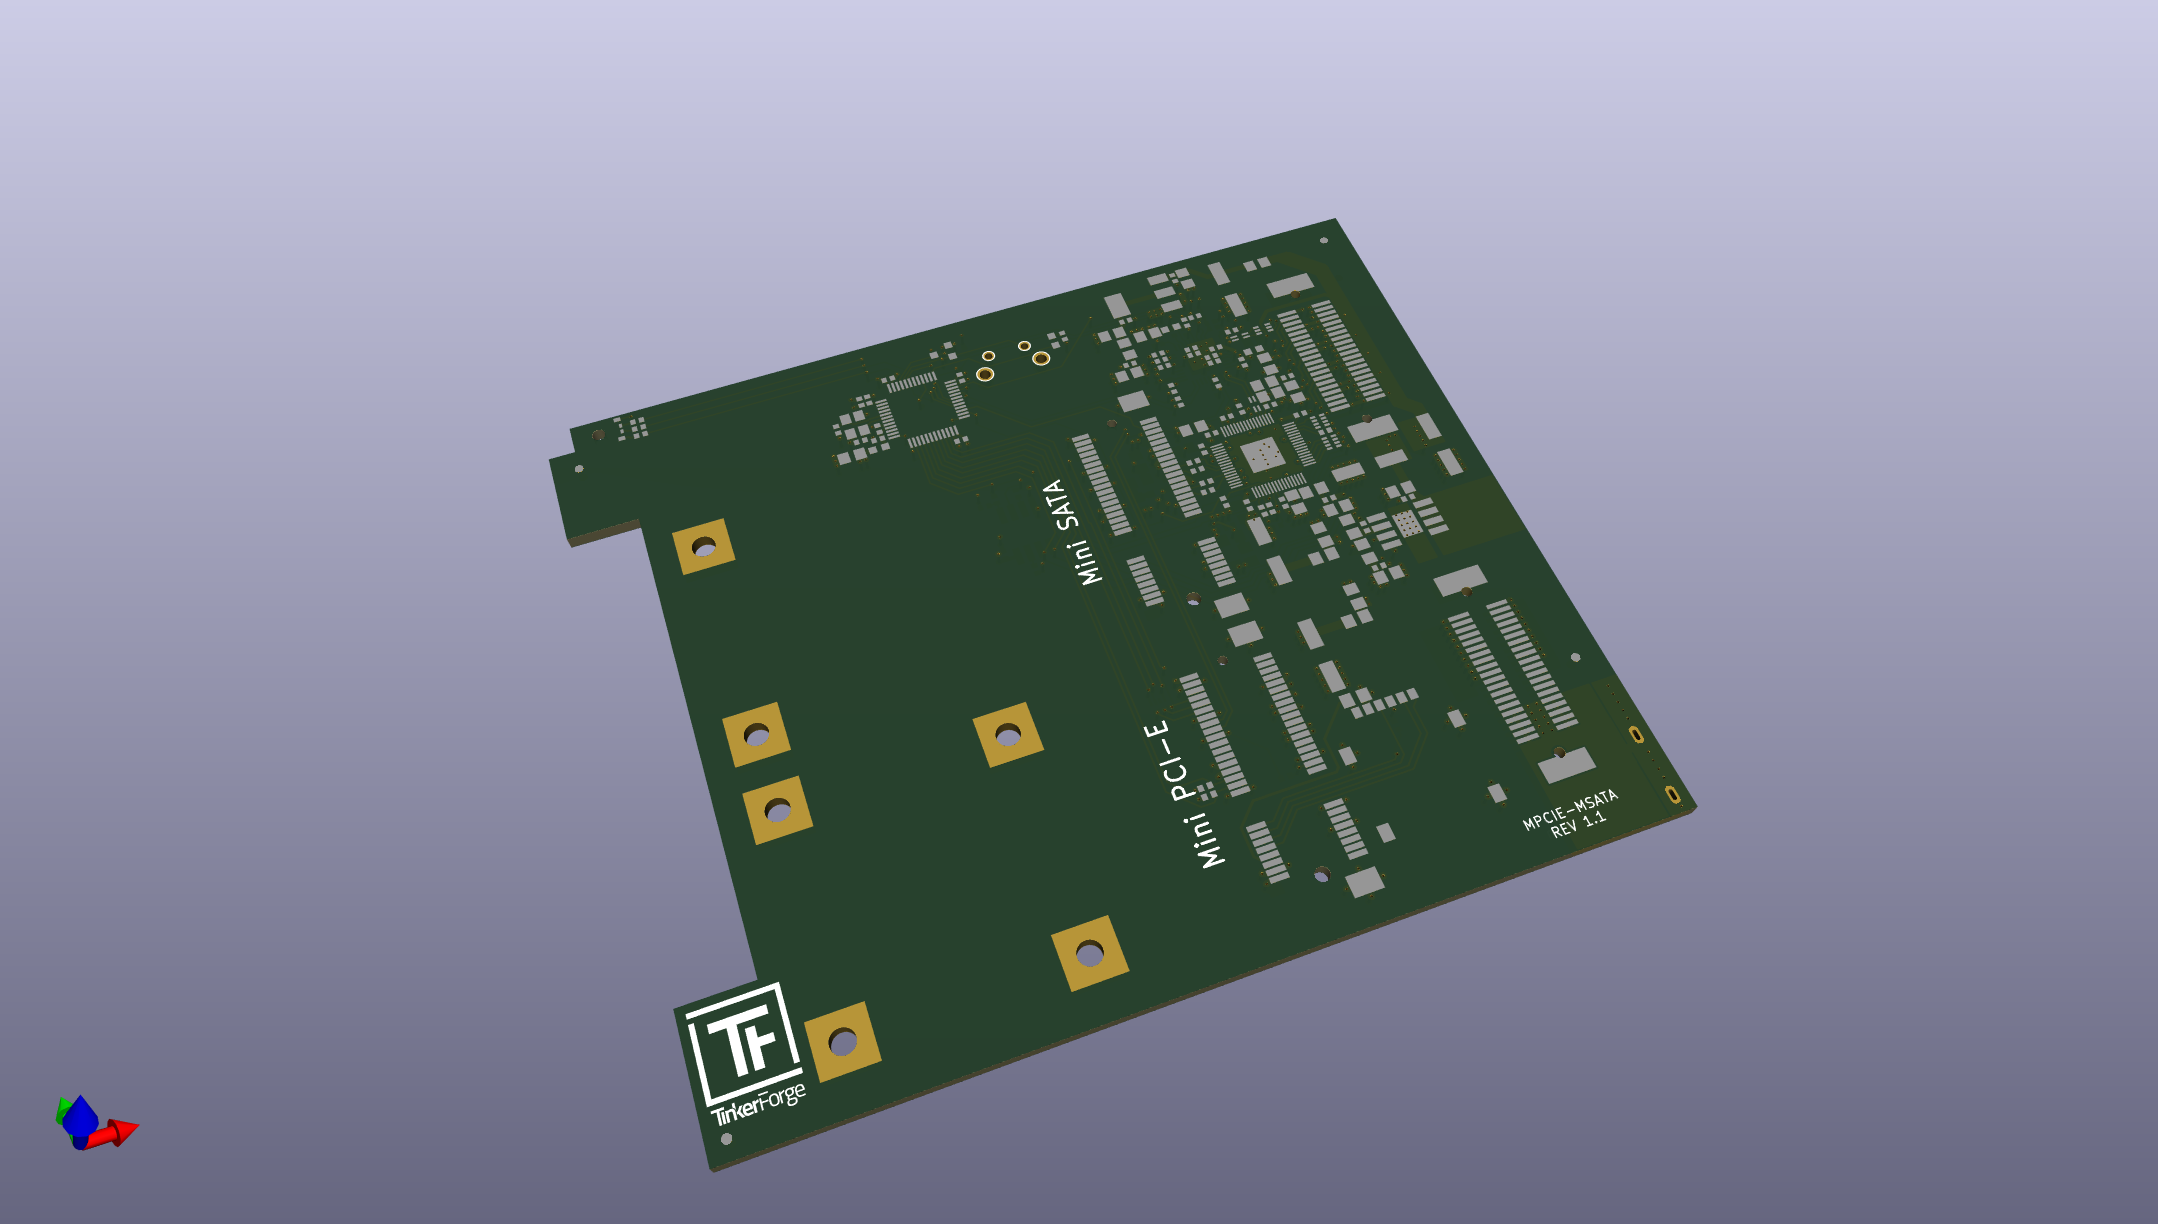 Mini SATA
Mini PCI-E
MPCIE-MSATA
REV 1.1
TF
TinkerForge